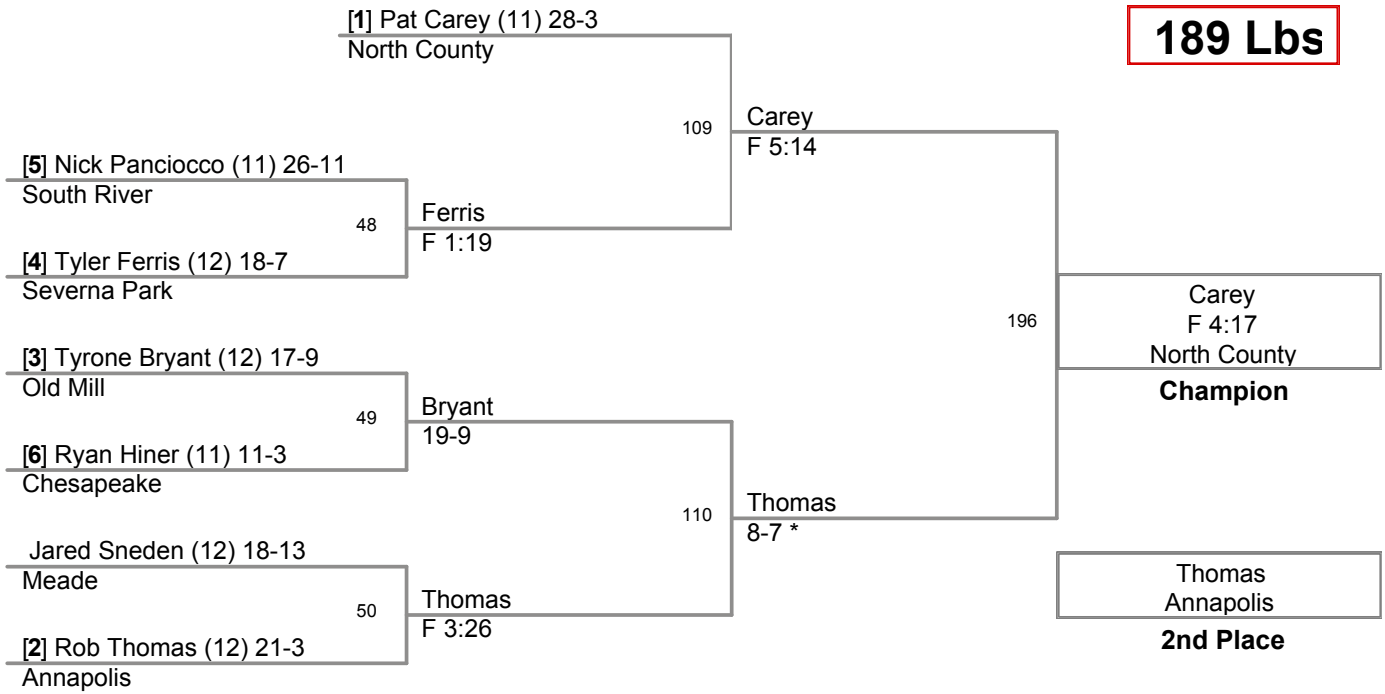 [1] Pat Carey (11) 28-3
North County
189 Lbs
109
Carey
F 5:14
[5] Nick Panciocco (11) 26-11
South River
48
Ferris
F 1:19
[4] Tyler Ferris (12) 18-7
Severna Park
196
Carey
F 4:17
North County
Champion
[3] Tyrone Bryant (12) 17-9
Old Mill
49
Bryant
19-9
[6] Ryan Hiner (11) 11-3
Chesapeake
110
Thomas
8-7 *
Jared Sneden (12) 18-13
Meade
50
Thomas
F 3:26
[2] Rob Thomas (12) 21-3
Annapolis
Thomas
Annapolis
2nd Place